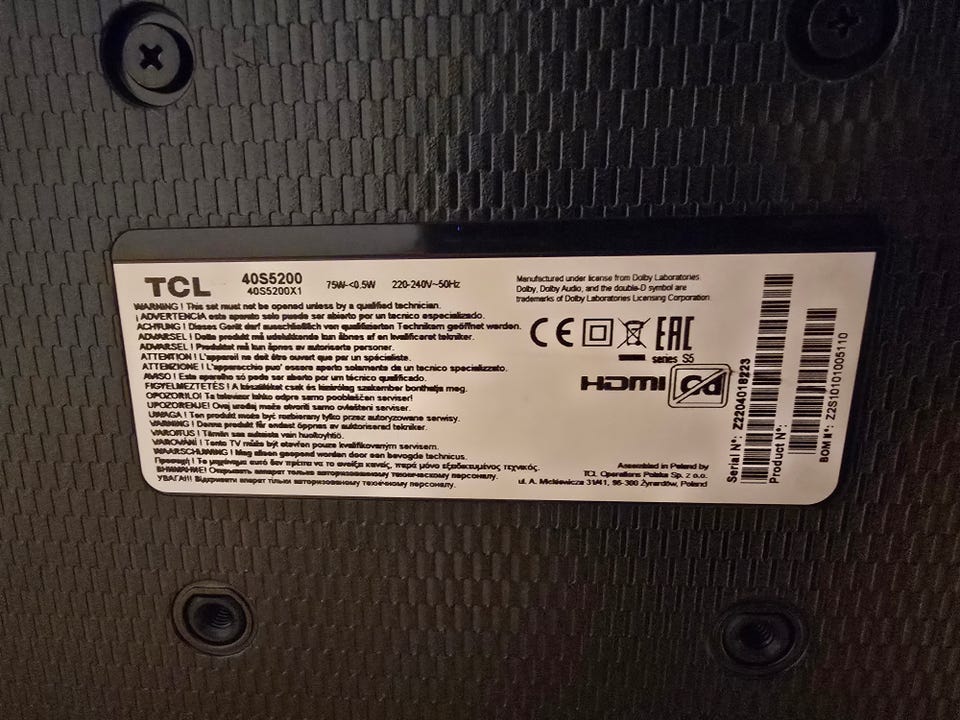 TCL 40S5200
40S5200X1
75W-<0.5W 220-240V~50Hz
WARNING ! This set must not be opened unless by a qualified technician.
¡ ADVERTENCIA este aparato solo puede ser abierto por un tecnico especializado.
ACHTUNG ! Dieses Gerät darf ausschließlich von qualifizierten Technikern geöffnet werden.
ADVARSEL ! Dette produkt må udelukkende kun åbnes af en kvalificeret tekniker.
ADVARSEL ! Produktet må kun åpnes av autoriserte personer.
ATTENTION ! L'appareil ne doit être ouvert que par un spécialiste.
ATTENZIONE ! L'apparecchio puo' essere aperto solamente da un tecnico specializzato.
AVISO ! Este aparelho só pode ser aberto por um técnico qualificado.
FIGYELMEZTETÉS ! A készüléket csak és kizárólag szakember bonthatja meg.
OPOZORILO! Ta televizor lahko odpre samo pooblaščen serviser!
UPOZORENJE! Ovaj uređaj može otvoriti samo ovlašteni serviser.
UWAGA ! Ten produkt może być rozbierany tylko przez autoryzowane serwisy.
VARNING ! Denna produkt får endast öppnas av auktoriserad tekniker.
VAROITUS ! Tämän saa avata vain huoltoyhtiö.
VAROVÁNÍ ! Tento TV může být otevřen pouze kvalifikovaným servisem.
WAARSCHUWING ! Mag alleen geopend worden door een bevoegde technicus.
Προσοχή ! Το μηχάνημα αυτό δεν πρέπει να το ανοίξει κανείς, παρά μόνο εξειδικευμένος τεχνικός.
ВНИМАНИЕ! Открывать аппарат только авторизованному техническому персоналу.
УВАГА!! Відкривати апарат тільки авторизованому технічному персоналу.
Manufactured under license from Dolby Laboratories.
Dolby, Dolby Audio, and the double-D symbol are
trademarks of Dolby Laboratories Licensing Corporation
CE EAC
series S5
HDMI
Assembled in Poland by
TCL Operations Polska Sp. z o.o.
ul. A. Mickiewicza 31/41, 96-300 Żyrardów, Poland
Serial N°: Z2204018223
Product N°:
BOM N°: Z2S10101005110